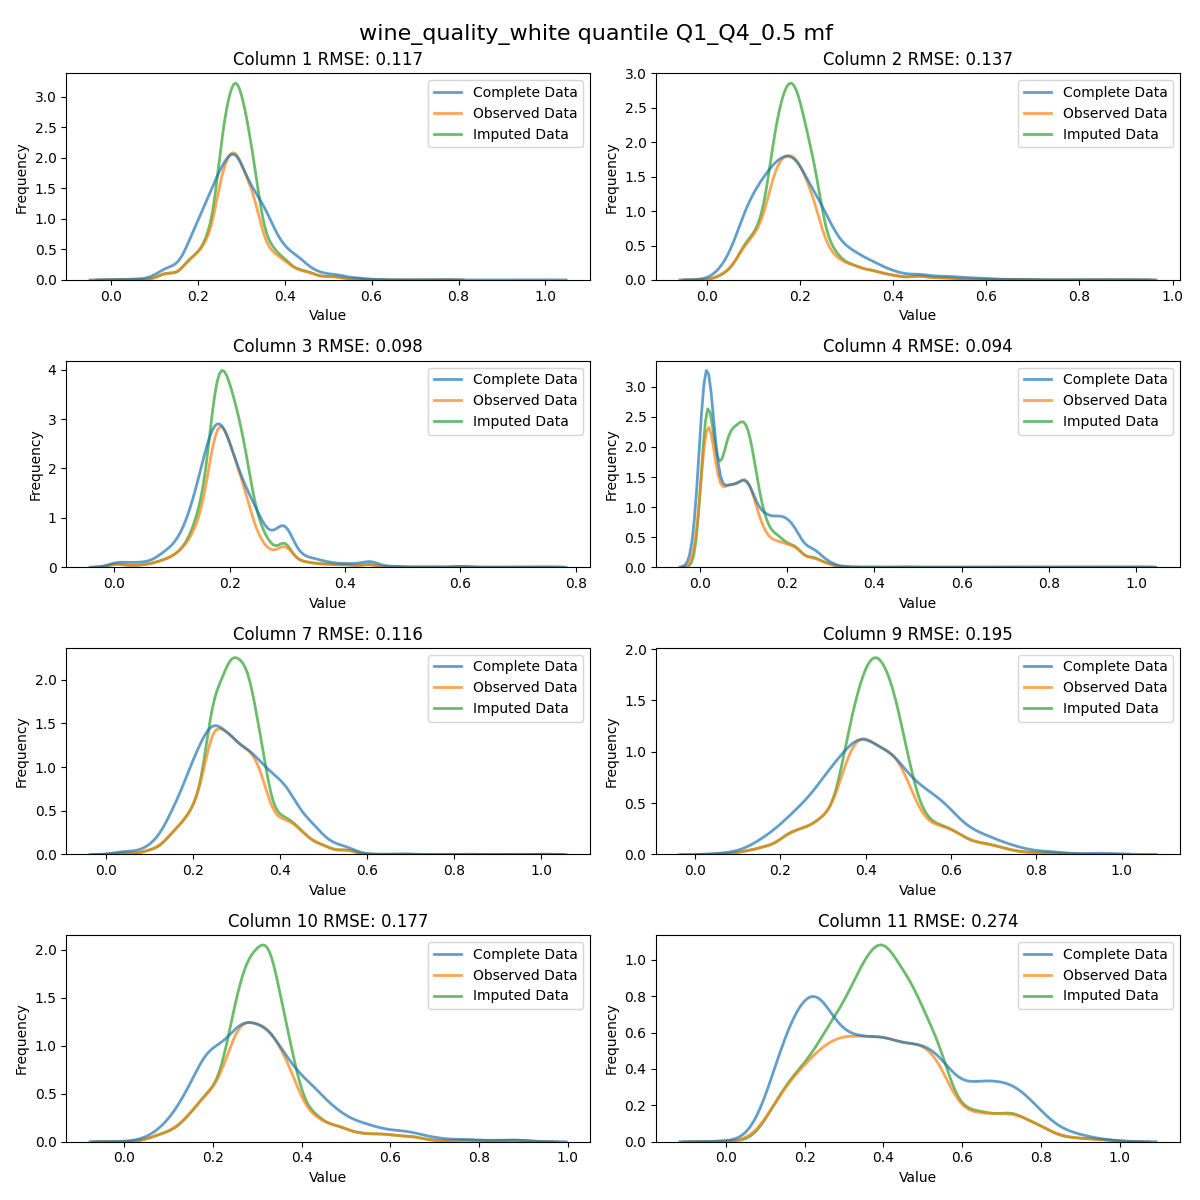 wine_quality_white quantile Q1_Q4_0.5 mf
Column 1 RMSE: 0.117
Frequency
3.0
2.5
2.0
1.5
1.0
0.5
0.0
0.0 0.2 0.4 0.6 0.8 1.0
Value
Complete Data
Observed Data
Imputed Data
Column 2 RMSE: 0.137
Frequency
3.0
2.5
2.0
1.5
1.0
0.5
0.0
0.0 0.2 0.4 0.6 0.8 1.0
Value
Complete Data
Observed Data
Imputed Data
Column 3 RMSE: 0.098
Frequency
4
3
2
1
0
0.0 0.2 0.4 0.6 0.8
Value
Complete Data
Observed Data
Imputed Data
Column 4 RMSE: 0.094
Frequency
3.0
2.5
2.0
1.5
1.0
0.5
0.0
0.0 0.2 0.4 0.6 0.8 1.0
Value
Complete Data
Observed Data
Imputed Data
Column 7 RMSE: 0.116
Frequency
2.0
1.5
1.0
0.5
0.0
0.0 0.2 0.4 0.6 0.8 1.0
Value
Complete Data
Observed Data
Imputed Data
Column 9 RMSE: 0.195
Frequency
2.0
1.5
1.0
0.5
0.0
0.0 0.2 0.4 0.6 0.8 1.0
Value
Complete Data
Observed Data
Imputed Data
Column 10 RMSE: 0.177
Frequency
2.0
1.5
1.0
0.5
0.0
0.0 0.2 0.4 0.6 0.8 1.0
Value
Complete Data
Observed Data
Imputed Data
Column 11 RMSE: 0.274
Frequency
1.0
0.8
0.6
0.4
0.2
0.0
0.0 0.2 0.4 0.6 0.8 1.0
Value
Complete Data
Observed Data
Imputed Data